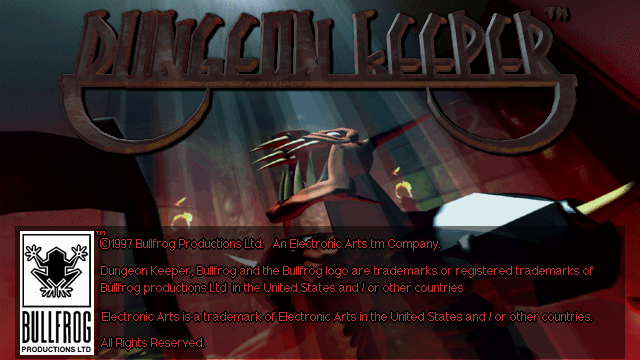 DUNGEON KEEPER™
™
©1997 Bullfrog Productions Ltd. An Electronic Arts tm Company.
Dungeon Keeper, Bullfrog and the Bullfrog logo are trademarks or registered trademarks of
Bullfrog productions Ltd in the United States and / or other countries
Electronic Arts is a trademark of Electronic Arts in the United States and / or other countries.
All Rights Reserved.
BULLFROG
PRODUCTIONS LTD